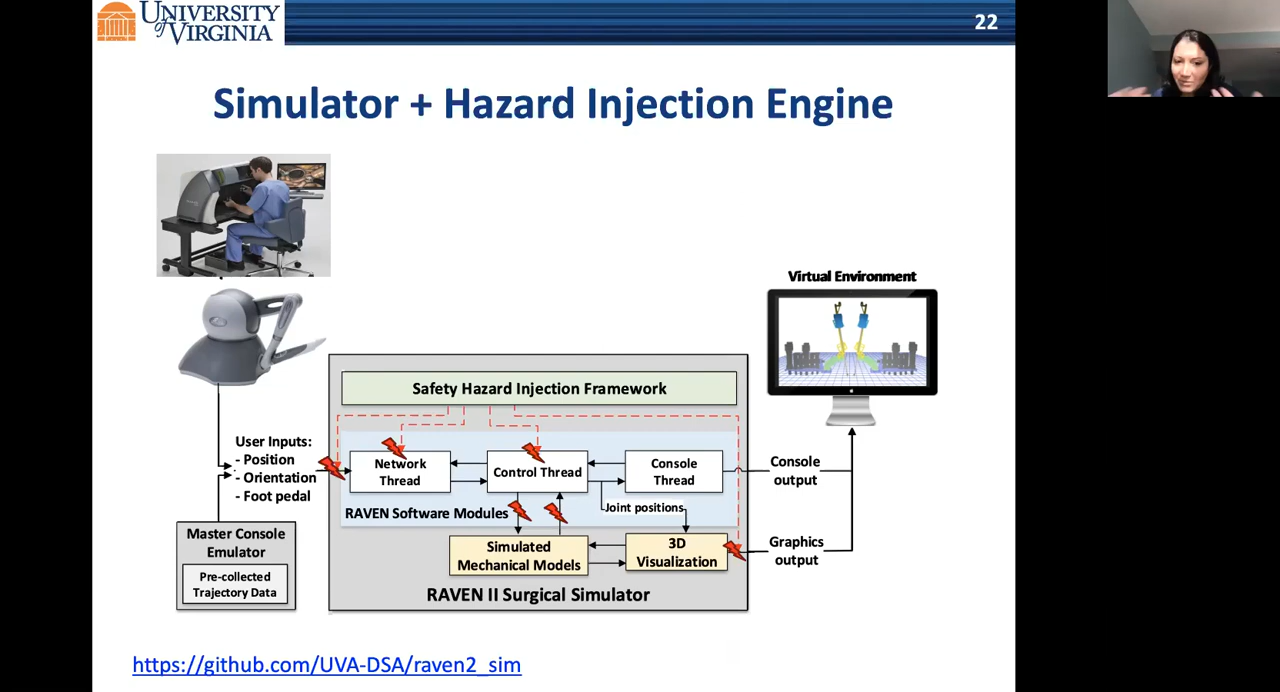 UNIVERSITY
of VIRGINIA
22
Simulator + Hazard Injection Engine
Virtual Environment
Safety Hazard Injection Framework
User Inputs:
- Position
- Orientation
- Foot pedal
Network
Thread
Control Thread
Console
Thread
Console
output
RAVEN Software Modules
Joint positions
Master Console
Emulator
Pre-collected
Trajectory Data
Simulated
Mechanical Models
3D
Visualization
Graphics
output
RAVEN II Surgical Simulator
https://github.com/UVA-DSA/raven2_sim